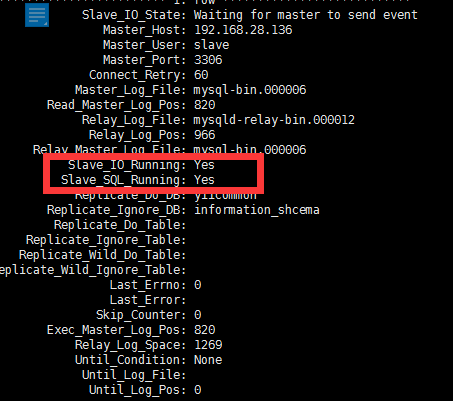 1. row
Slave_IO_State: Waiting for master to send event
Master_Host: 192.168.28.136
Master_User: slave
Master_Port: 3306
Connect_Retry: 60
Master_Log_File: mysql-bin.000006
Read_Master_Log_Pos: 820
Relay_Log_File: mysqld-relay-bin.000012
Relay_Log_Pos: 966
Relay_Master_Log_File: mysql-bin.000006
Slave_IO_Running: Yes
Slave_SQL_Running: Yes
Replicate_Do_DB: yiicommon
Replicate_Ignore_DB: information_shcema
Replicate_Do_Table:
Replicate_Ignore_Table:
Replicate_Wild_Do_Table:
eplicate_Wild_Ignore_Table:
Last_Errno: 0
Last_Error:
Skip_Counter: 0
Exec_Master_Log_Pos: 820
Relay_Log_Space: 1269
Until_Condition: None
Until_Log_File:
Until_Log_Pos: 0